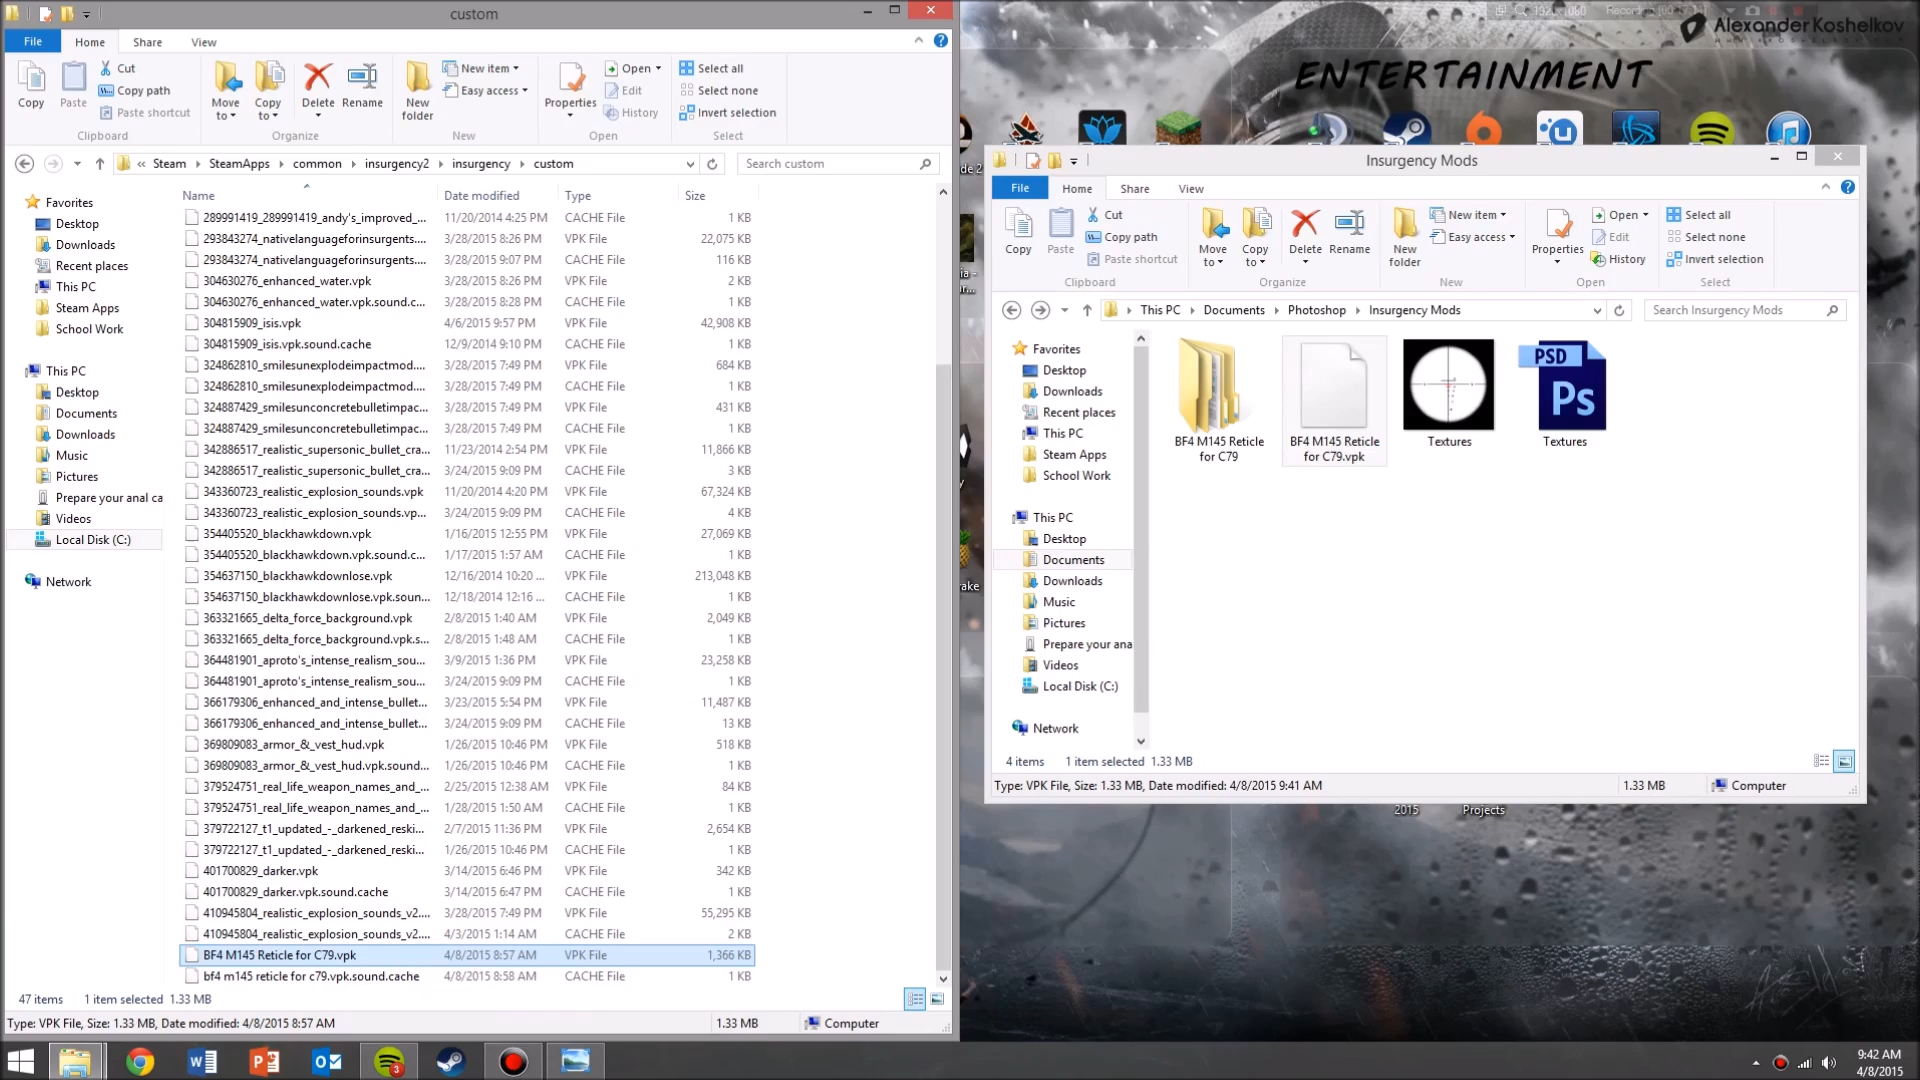 custom
File
Home
Share
View
Copy
Paste
Cut
Copy path
Paste shortcut
Clipboard
Move to
Copy to
Delete
Rename
Organize
New folder
New item
Easy access
New
Properties
Open
Edit
History
Open
Select all
Select none
Invert selection
Select
« Steam SteamApps common insurgency2 insurgency custom
Search custom
Favorites
Desktop
Downloads
Recent places
This PC
Steam Apps
School Work
This PC
Desktop
Documents
Downloads
Music
Pictures
Prepare your anal ca
Videos
Local Disk (C:)
Network
Name Date modified Type Size
289991419_289991419_andy's_improved_... 11/20/2014 4:25 PM CACHE File 1 KB
293843274_nativelanguageforinsurgents.... 3/28/2015 8:26 PM VPK File 22,075 KB
293843274_nativelanguageforinsurgents.... 3/28/2015 9:07 PM CACHE File 116 KB
304630276_enhanced_water.vpk 3/28/2015 8:26 PM VPK File 2 KB
304630276_enhanced_water.vpk.sound.c... 3/28/2015 8:28 PM CACHE File 1 KB
304815909_isis.vpk 4/6/2015 9:57 PM VPK File 42,908 KB
304815909_isis.vpk.sound.cache 12/9/2014 9:10 PM CACHE File 1 KB
324862810_smilesunexplodeimpactmod.... 3/28/2015 7:49 PM VPK File 684 KB
324862810_smilesunexplodeimpactmod.... 3/28/2015 7:49 PM CACHE File 1 KB
324887429_smilesunconcretebulletimpac... 3/28/2015 7:49 PM VPK File 431 KB
324887429_smilesunconcretebulletimpac... 3/28/2015 7:49 PM CACHE File 1 KB
342886517_realistic_supersonic_bullet_cra... 11/23/2014 2:54 PM VPK File 11,866 KB
342886517_realistic_supersonic_bullet_cra... 3/24/2015 9:09 PM CACHE File 3 KB
343360723_realistic_explosion_sounds.vpk 11/20/2014 4:20 PM VPK File 67,324 KB
343360723_realistic_explosion_sounds.vp... 3/24/2015 9:09 PM CACHE File 4 KB
354405520_blackhawkdown.vpk 1/16/2015 12:55 PM VPK File 27,069 KB
354405520_blackhawkdown.vpk.sound.c... 1/17/2015 1:57 AM CACHE File 1 KB
354637150_blackhawkdownlose.vpk 12/16/2014 10:20 ... VPK File 213,048 KB
354637150_blackhawkdownlose.vpk.soun... 12/18/2014 12:16 ... CACHE File 1 KB
363321665_delta_force_background.vpk 2/8/2015 1:40 AM VPK File 2,049 KB
363321665_delta_force_background.vpk.s... 2/8/2015 1:48 AM CACHE File 1 KB
364481901_aproto's_intense_realism_sou... 3/9/2015 1:36 PM VPK File 23,258 KB
364481901_aproto's_intense_realism_sou... 3/24/2015 9:09 PM CACHE File 1 KB
366179306_enhanced_and_intense_bullet... 3/23/2015 5:54 PM VPK File 11,487 KB
366179306_enhanced_and_intense_bullet... 3/24/2015 9:09 PM CACHE File 13 KB
369809083_armor_&_vest_hud.vpk 1/26/2015 10:46 PM VPK File 518 KB
369809083_armor_&_vest_hud.vpk.sound... 1/26/2015 10:46 PM CACHE File 1 KB
379524751_real_life_weapon_names_and_... 2/25/2015 12:38 AM VPK File 84 KB
379524751_real_life_weapon_names_and_... 1/28/2015 1:50 AM CACHE File 1 KB
379722127_t1_updated_-_darkened_reski... 2/7/2015 11:36 PM VPK File 2,654 KB
379722127_t1_updated_-_darkened_reski... 1/26/2015 10:46 PM CACHE File 1 KB
401700829_darker.vpk 3/14/2015 6:46 PM VPK File 342 KB
401700829_darker.vpk.sound.cache 3/14/2015 6:47 PM CACHE File 1 KB
410945804_realistic_explosion_sounds_v2.... 3/28/2015 7:49 PM VPK File 55,295 KB
410945804_realistic_explosion_sounds_v2.... 4/3/2015 1:14 AM CACHE File 2 KB
BF4 M145 Reticle for C79.vpk 4/8/2015 8:57 AM VPK File 1,366 KB
bf4 m145 reticle for c79.vpk.sound.cache 4/8/2015 8:58 AM CACHE File 1 KB
47 items 1 item selected 1.33 MB
Type: VPK File, Size: 1.33 MB, Date modified: 4/8/2015 8:57 AM 1.33 MB Computer
1920x1080
Alexander Koshelkov
ENTERTAINMENT
Insurgency Mods
File
Home
Share
View
Copy
Paste
Cut
Copy path
Paste shortcut
Clipboard
Move to
Copy to
Delete
Rename
Organize
New folder
New item
Easy access
New
Properties
Open
Edit
History
Open
Select all
Select none
Invert selection
Select
This PC Documents Photoshop Insurgency Mods
Search Insurgency Mods
Favorites
Desktop
Downloads
Recent places
This PC
Steam Apps
School Work
This PC
Desktop
Documents
Downloads
Music
Pictures
Prepare your ana
Videos
Local Disk (C:)
Network
BF4 M145 Reticle for C79
BF4 M145 Reticle for C79.vpk
Textures
PSD
Ps
Textures
4 items 1 item selected 1.33 MB
Type: VPK File, Size: 1.33 MB, Date modified: 4/8/2015 9:41 AM 1.33 MB Computer
2015
Projects
3
9:42 AM
4/8/2015